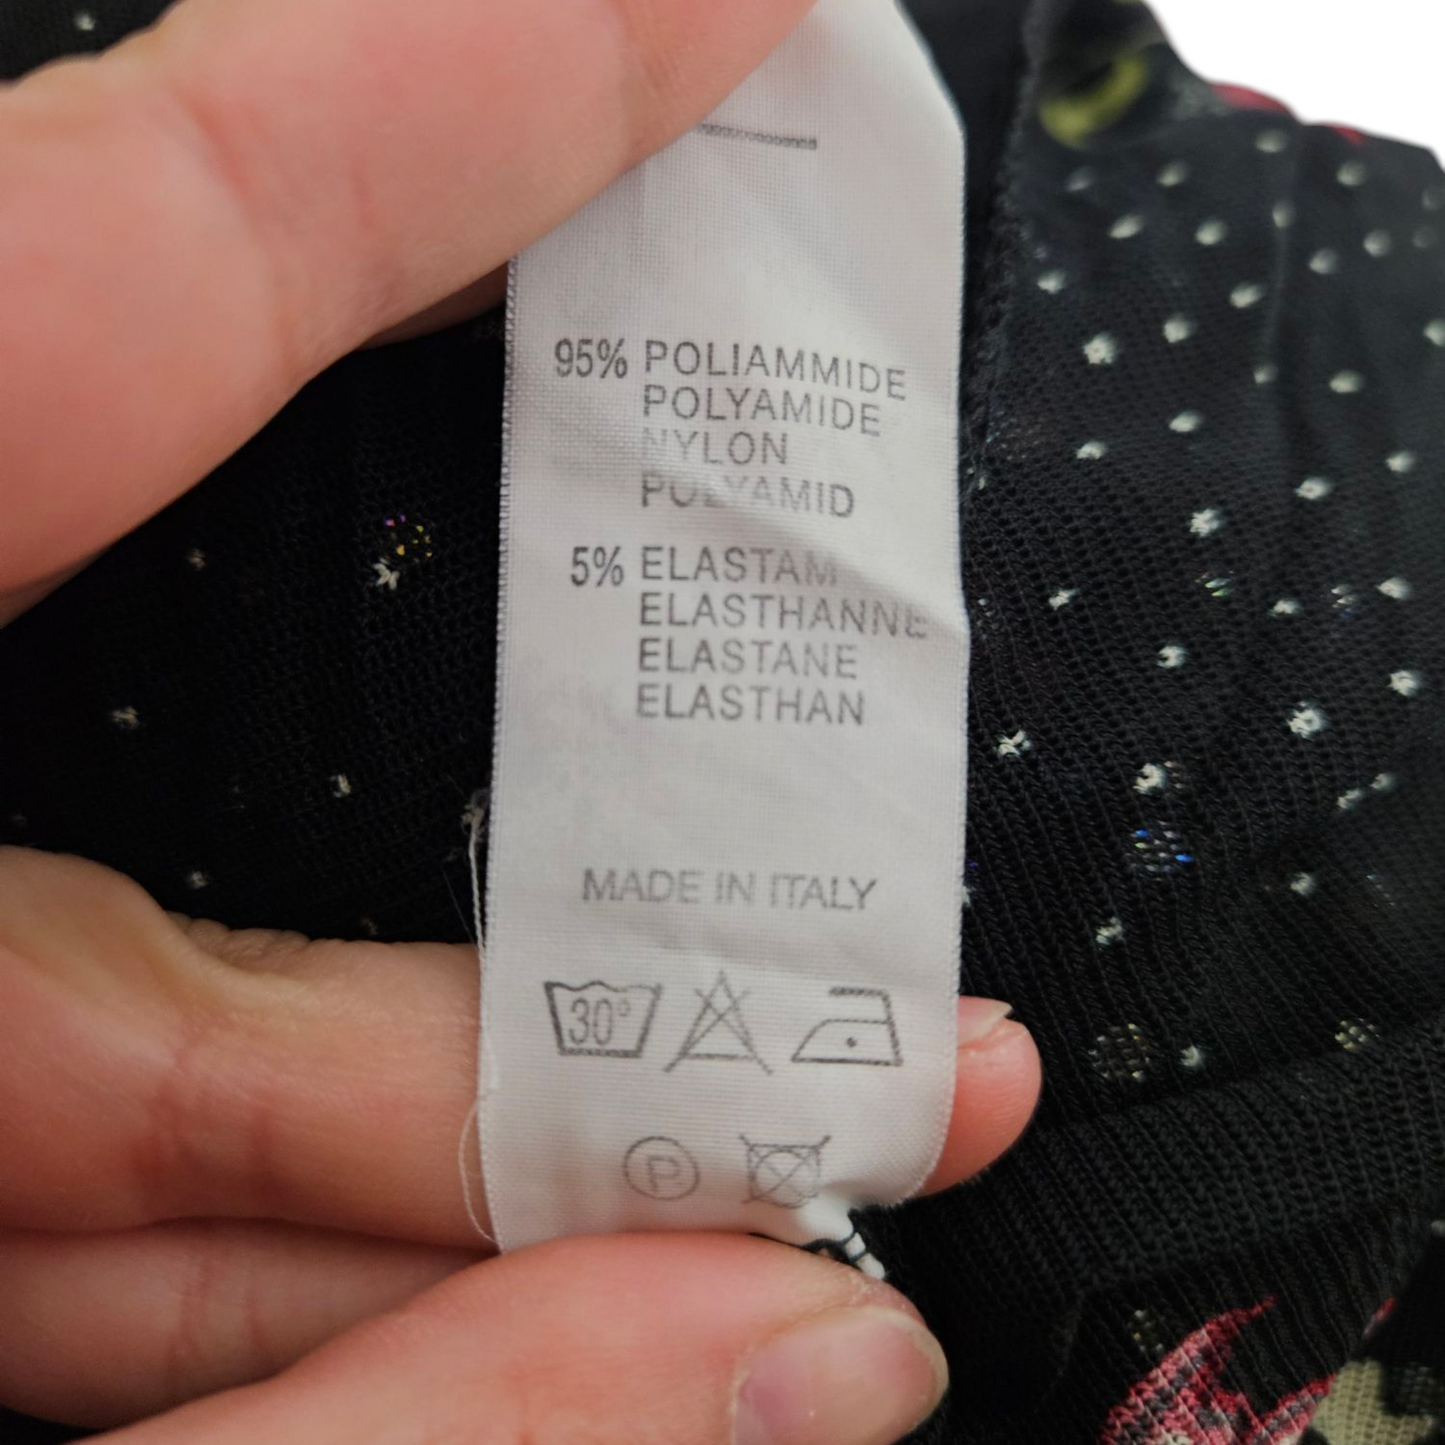 95% POLIAMMIDE
POLYAMIDE
NYLON
POLYAMID
5% ELASTAM
ELASTHANNE
ELASTANE
ELASTHAN
MADE IN ITALY
30°
P